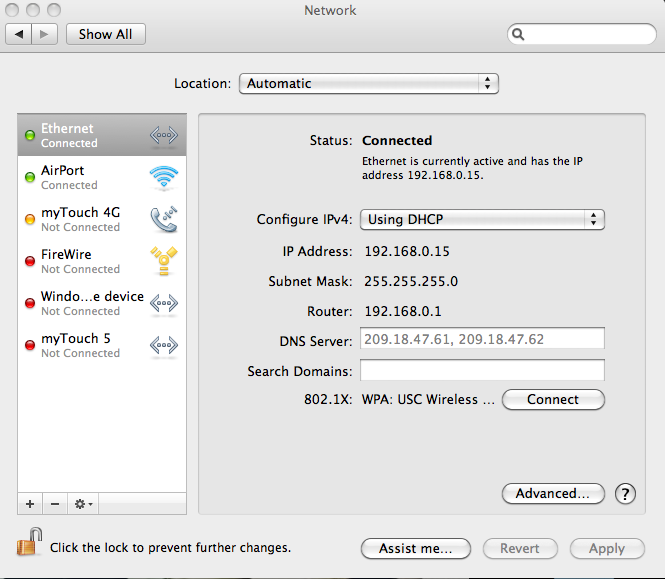 Network
Show All
Location: Automatic
Ethernet
Connected
AirPort
Connected
myTouch 4G
Not Connected
FireWire
Not Connected
Windo...e device
Not Connected
myTouch 5
Not Connected
Status: Connected
Ethernet is currently active and has the IP
address 192.168.0.15.
Configure IPv4: Using DHCP
IP Address: 192.168.0.15
Subnet Mask: 255.255.255.0
Router: 192.168.0.1
DNS Server: 209.18.47.61, 209.18.47.62
Search Domains:
802.1X: WPA: USC Wireless ... Connect
Advanced... ?
Click the lock to prevent further changes.
Assist me... Revert Apply